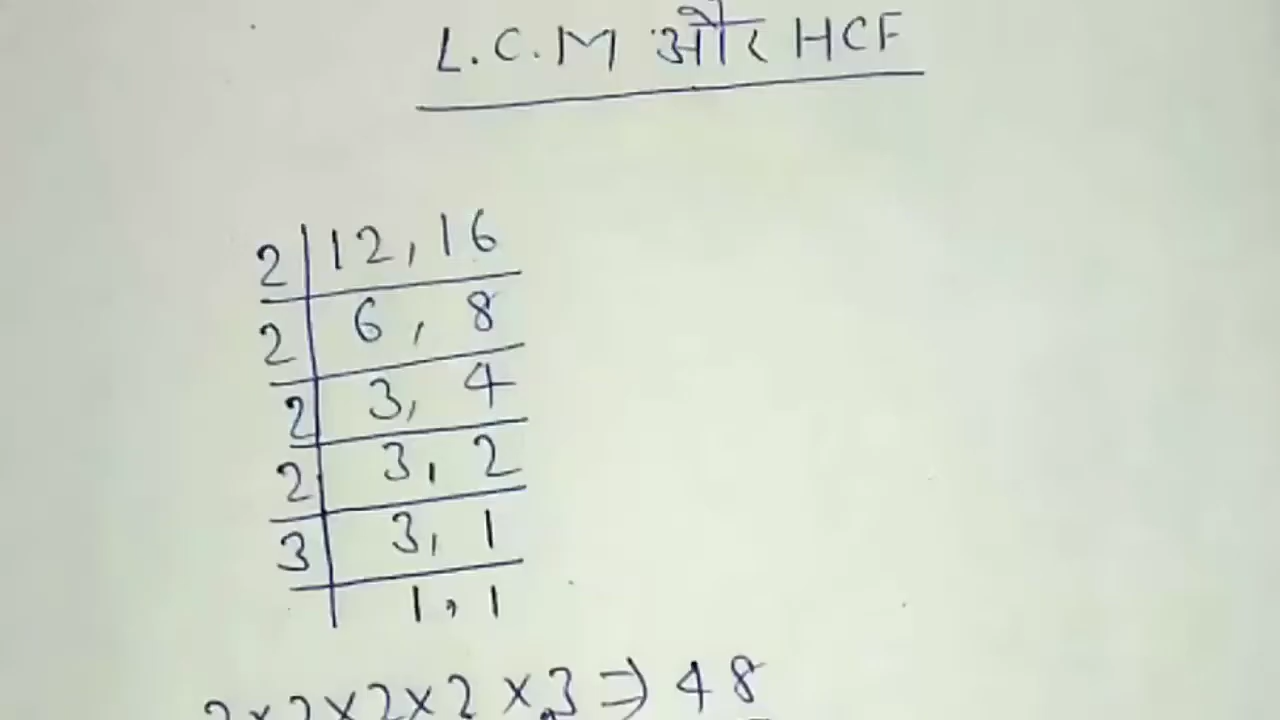 L.C.M और HCF
2 | 12, 16
2 | 6, 8
2 | 3, 4
2 | 3, 2
3 | 3, 1
1, 1
2×2×2×2×3 ⇒ 48